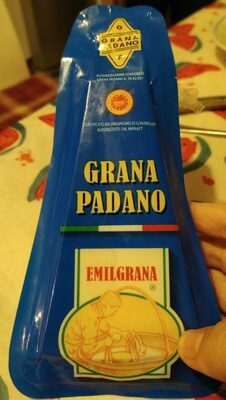 G
GRANA
PADANO
F
AUTORIZZAZIONE CONSORZIO
GRANA PADANO N.
CERTIFICATO DA ORGANISMO DI CONTROLLO
AUTORIZZATO DAL MIPAAFT
GRANA
PADANO
EMILGRANA
®